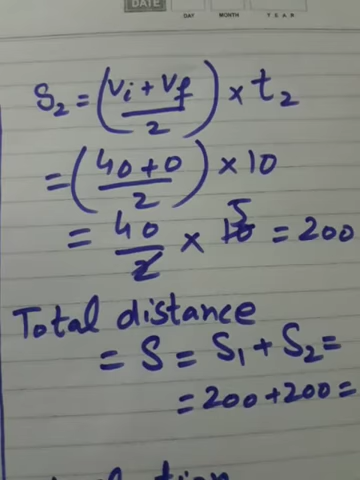 DATE
DAY MONTH YEAR
S₂ = (Vi + Vf / 2) × t₂
= (40+0 / 2) × 10
= 40 / 2 × 10 5 = 200
Total distance
= S = S₁ + S₂ =
= 200 + 200 =